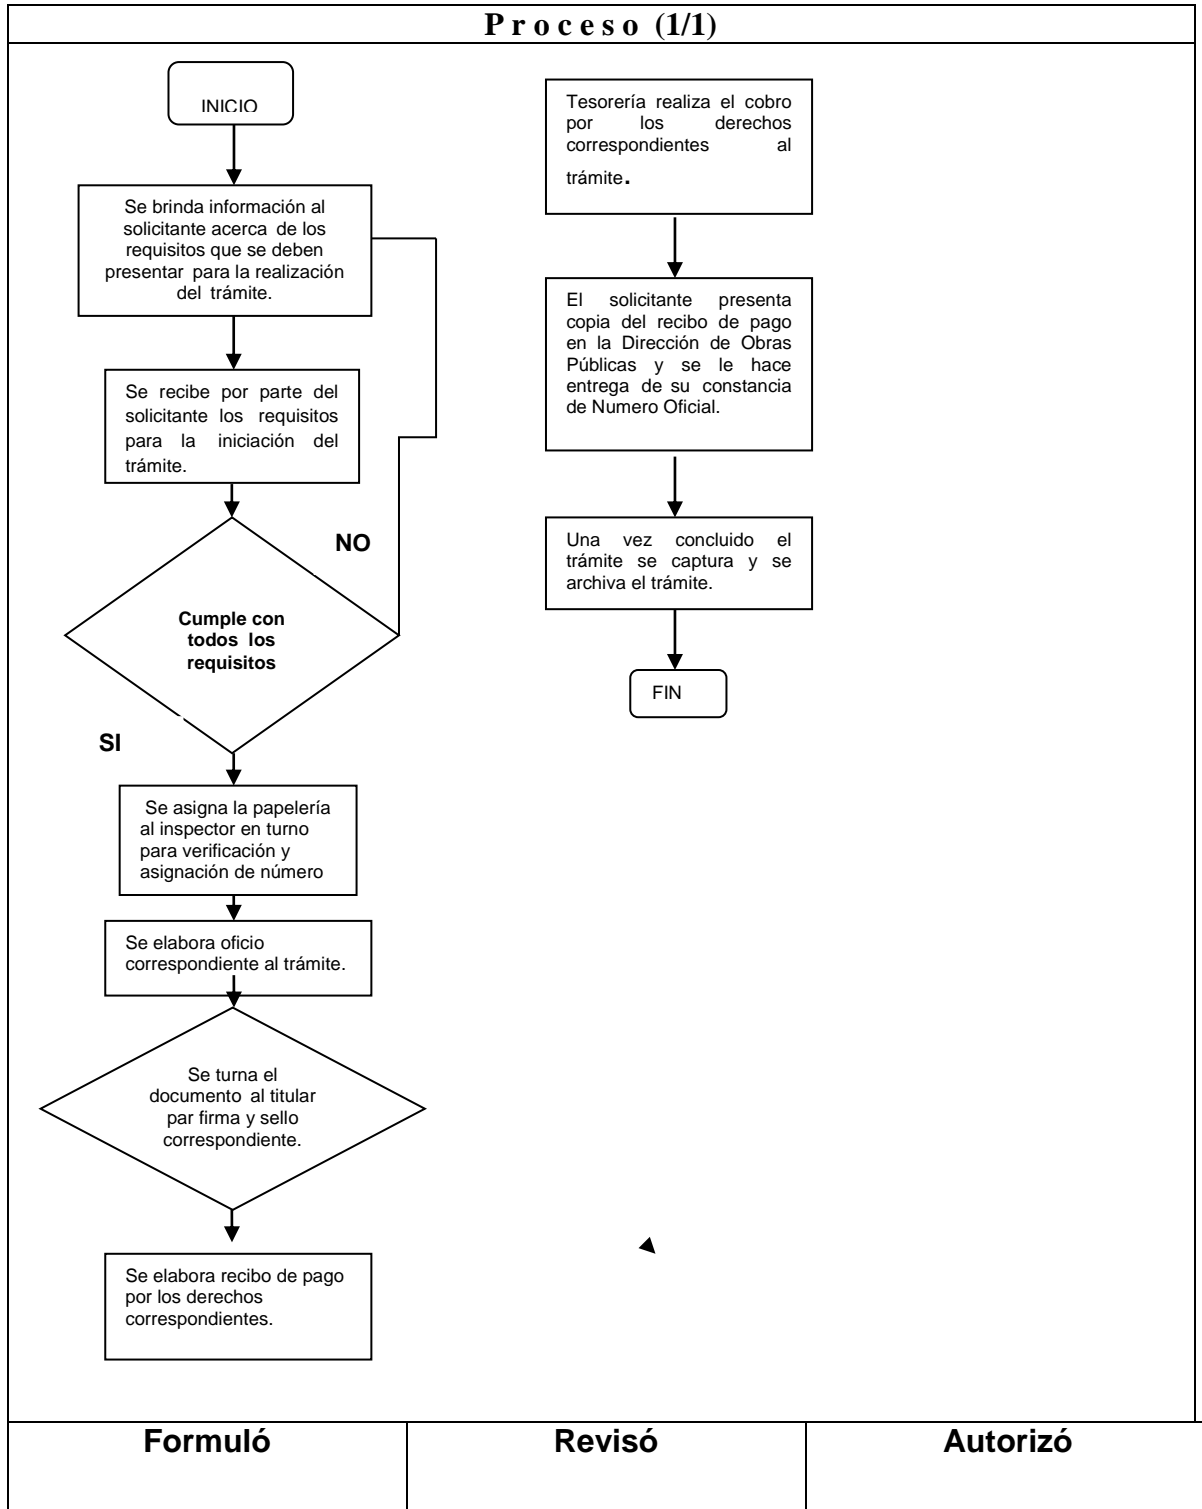 P r o c e s o (1/1)
INICIO
Se brinda información al
solicitante acerca de los
requisitos que se deben
presentar para la realización
del trámite.
Se recibe por parte del
solicitante los requisitos
para la iniciación del
trámite.
NO
Cumple con
todos los
requisitos
SI
Se asigna la papelería
al inspector en turno
para verificación y
asignación de número
Se elabora oficio
correspondiente al trámite.
Se turna el
documento al titular
par firma y sello
correspondiente.
Se elabora recibo de pago
por los derechos
correspondientes.
Tesorería realiza el cobro
por los derechos
correspondientes al
trámite.
El solicitante presenta
copia del recibo de pago
en la Dirección de Obras
Públicas y se le hace
entrega de su constancia
de Numero Oficial.
Una vez concluido el
trámite se captura y se
archiva el trámite.
FIN
Formuló
Revisó
Autorizó